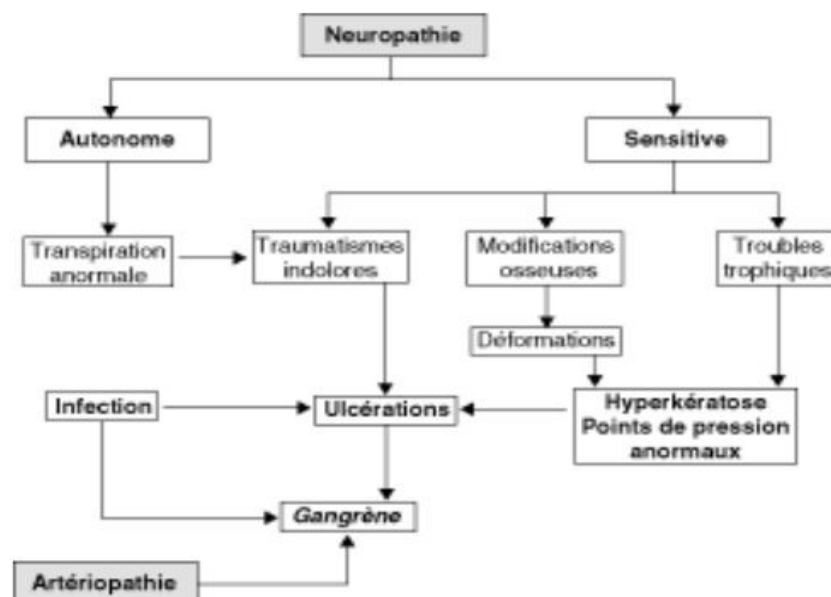 Neuropathie
Autonome
Sensitive
Transpiration
anormale
Traumatismes
indolores
Modifications
osseuses
Troubles
trophiques
Déformations
Infection
Ulcérations
Hyperkératose
Points de pression
anormaux
Gangrène
Artériopathie